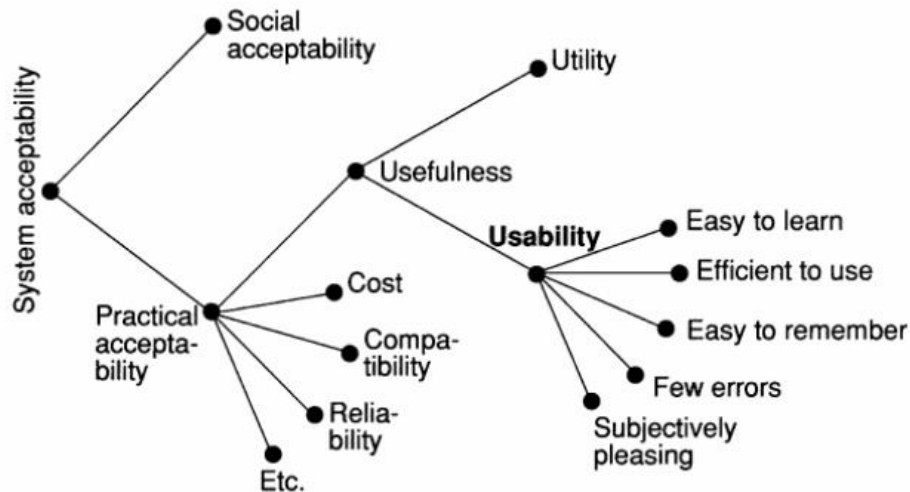 Social
acceptability
Utility
System acceptability
Usefulness
Usability
Easy to learn
Efficient to use
Easy to remember
Few errors
Subjectively
pleasing
Practical
accepta-
bility
Cost
Compa-
tibility
Relia-
bility
Etc.